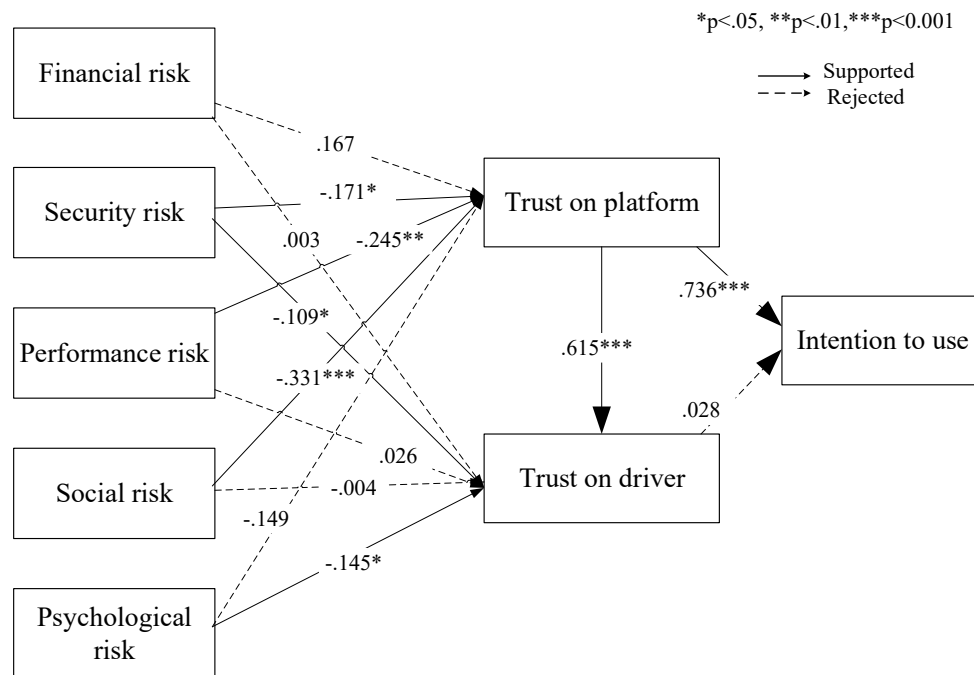 *p<.05, **p<.01,***p<0.001
Supported
Rejected
Financial risk
.167
Security risk
-.171*
Trust on platform
.003
-.245**
.736***
-.109*
Performance risk
.615***
Intention to use
-.331***
.028
.026
Social risk
-.004
Trust on driver
-.149
-.145*
Psychological
risk